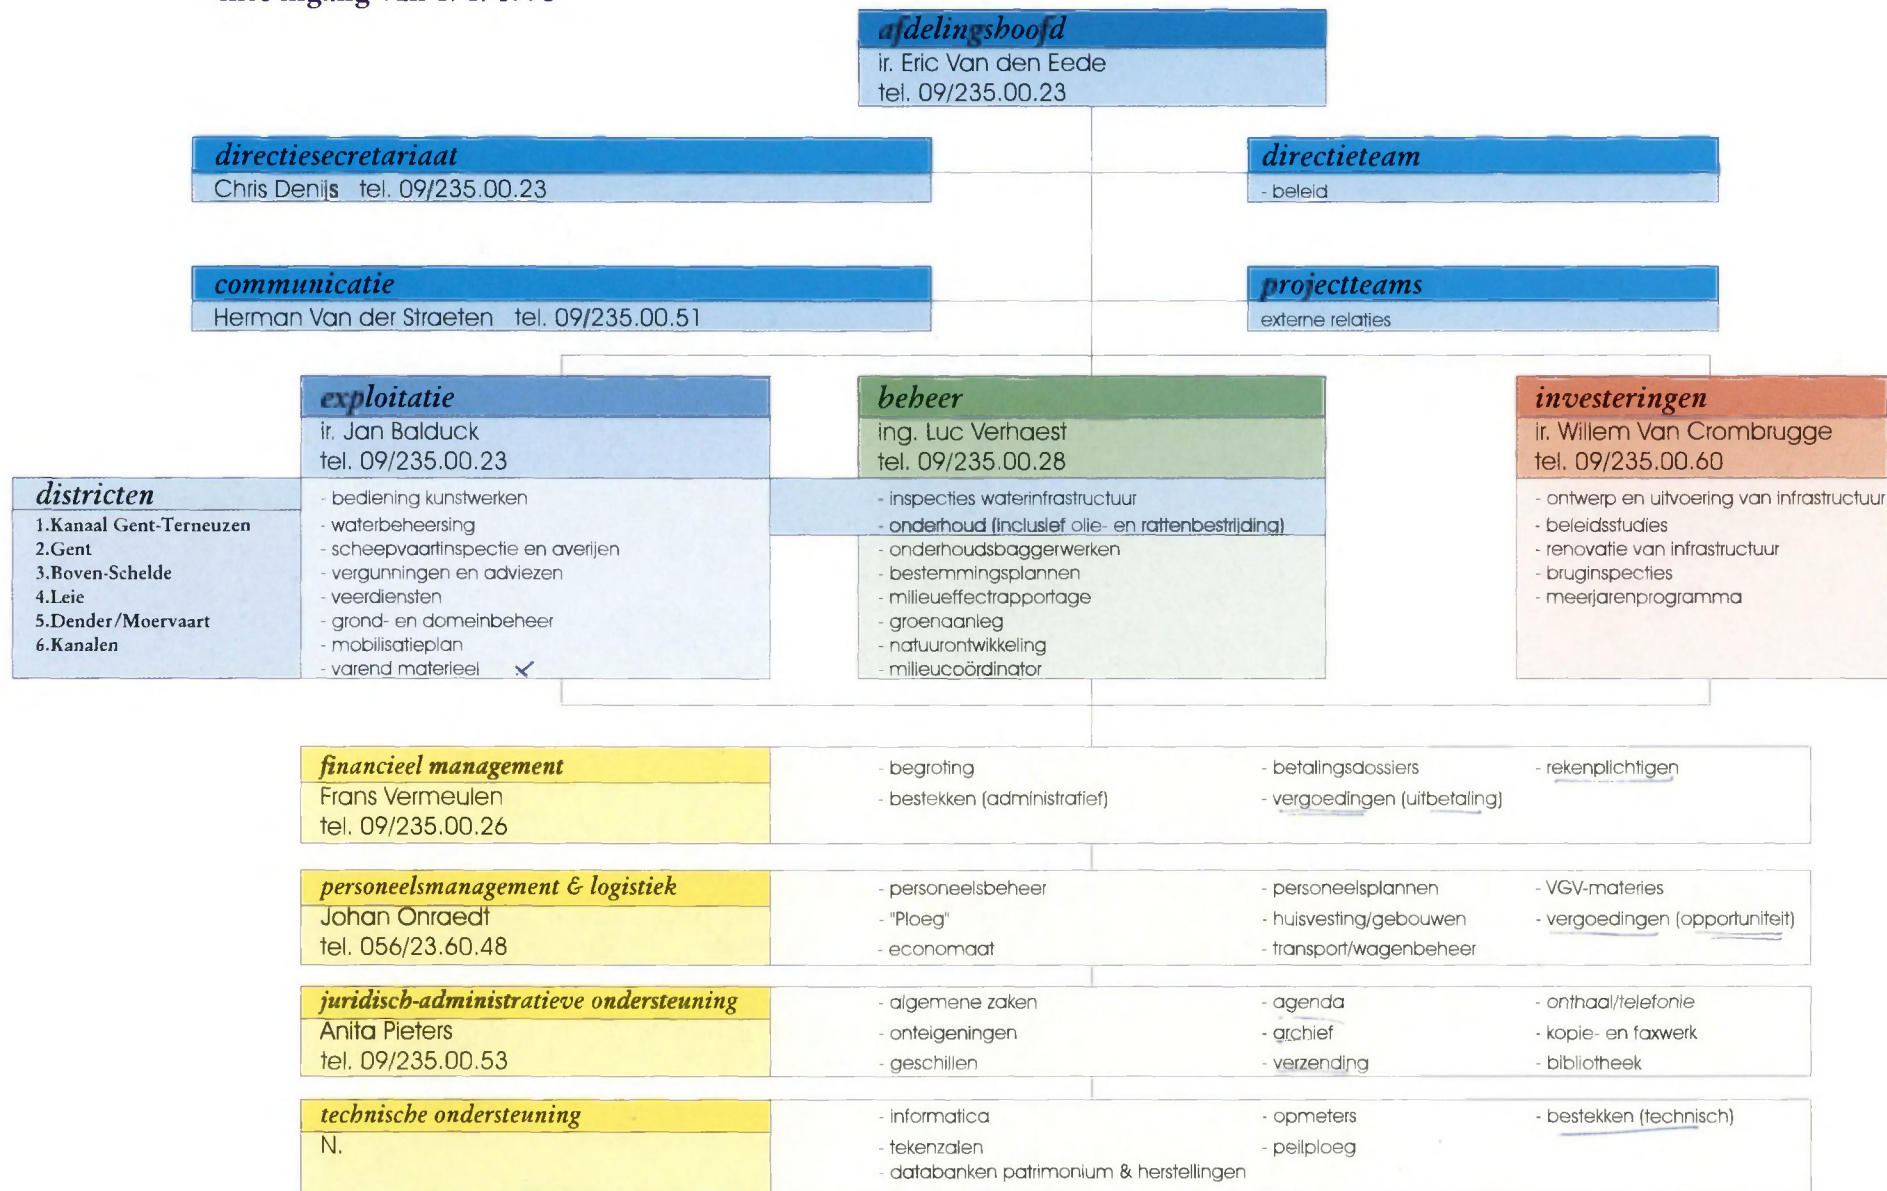 afdelingshoofd
ir. Eric Van den Eede
tel. 09/235.00.23
directiesecretariaat
Chris Denijs tel. 09/235.00.23
directieteam
- beleid
communicatie
Herman Van der Straeten tel. 09/235.00.51
projectteams
externe relaties
exploitatie
ir. Jan Balduck
tel. 09/235.00.23
- bediening kunstwerken
- waterbeheersing
- scheepvaartinspectie en averijen
- vergunningen en adviezen
- veerdiensten
- grond- en domeinbeheer
- mobilisatieplan
- varend materieel
districten
1.Kanaal Gent-Terneuzen
2.Gent
3.Boven-Schelde
4.Leie
5.Dender/Moervaart
6.Kanalen
beheer
ing. Luc Verhaest
tel. 09/235.00.28
- inspecties waterinfrastructuur
- onderhoud (inclusief olie- en rattenbestrijding)
- onderhoudsbaggerwerken
- bestemmingsplannen
- milieueffectrapportage
- groenaanleg
- natuurontwikkeling
- milieucoördinator
investeringen
ir. Willem Van Crombrugge
tel. 09/235.00.60
- ontwerp en uitvoering van infrastructuur
- beleidsstudies
- renovatie van infrastructuur
- bruginspecties
- meerjarenprogramma
financieel management
Frans Vermeulen
tel. 09/235.00.26
- begroting
- bestekken (administratief)
- betalingsdossiers
- vergoedingen (uitbetaling)
- rekenplichtigen
personeelsmanagement & logistiek
Johan Onraedt
tel. 056/23.60.48
- personeelsbeheer
- "Ploeg"
- economaat
- personeelsplannen
- huisvesting/gebouwen
- transport/wagenbeheer
- VGV-materies
- vergoedingen (opportuniteit)
juridisch-administratieve ondersteuning
Anita Pieters
tel. 09/235.00.53
- algemene zaken
- onteigeningen
- geschillen
- agenda
- archief
- verzending
- onthaal/telefonie
- kopie- en faxwerk
- bibliotheek
technische ondersteuning
N.
- informatica
- tekenzalen
- databanken patrimonium & herstellingen
- opmeters
- peilploeg
- bestekken (technisch)